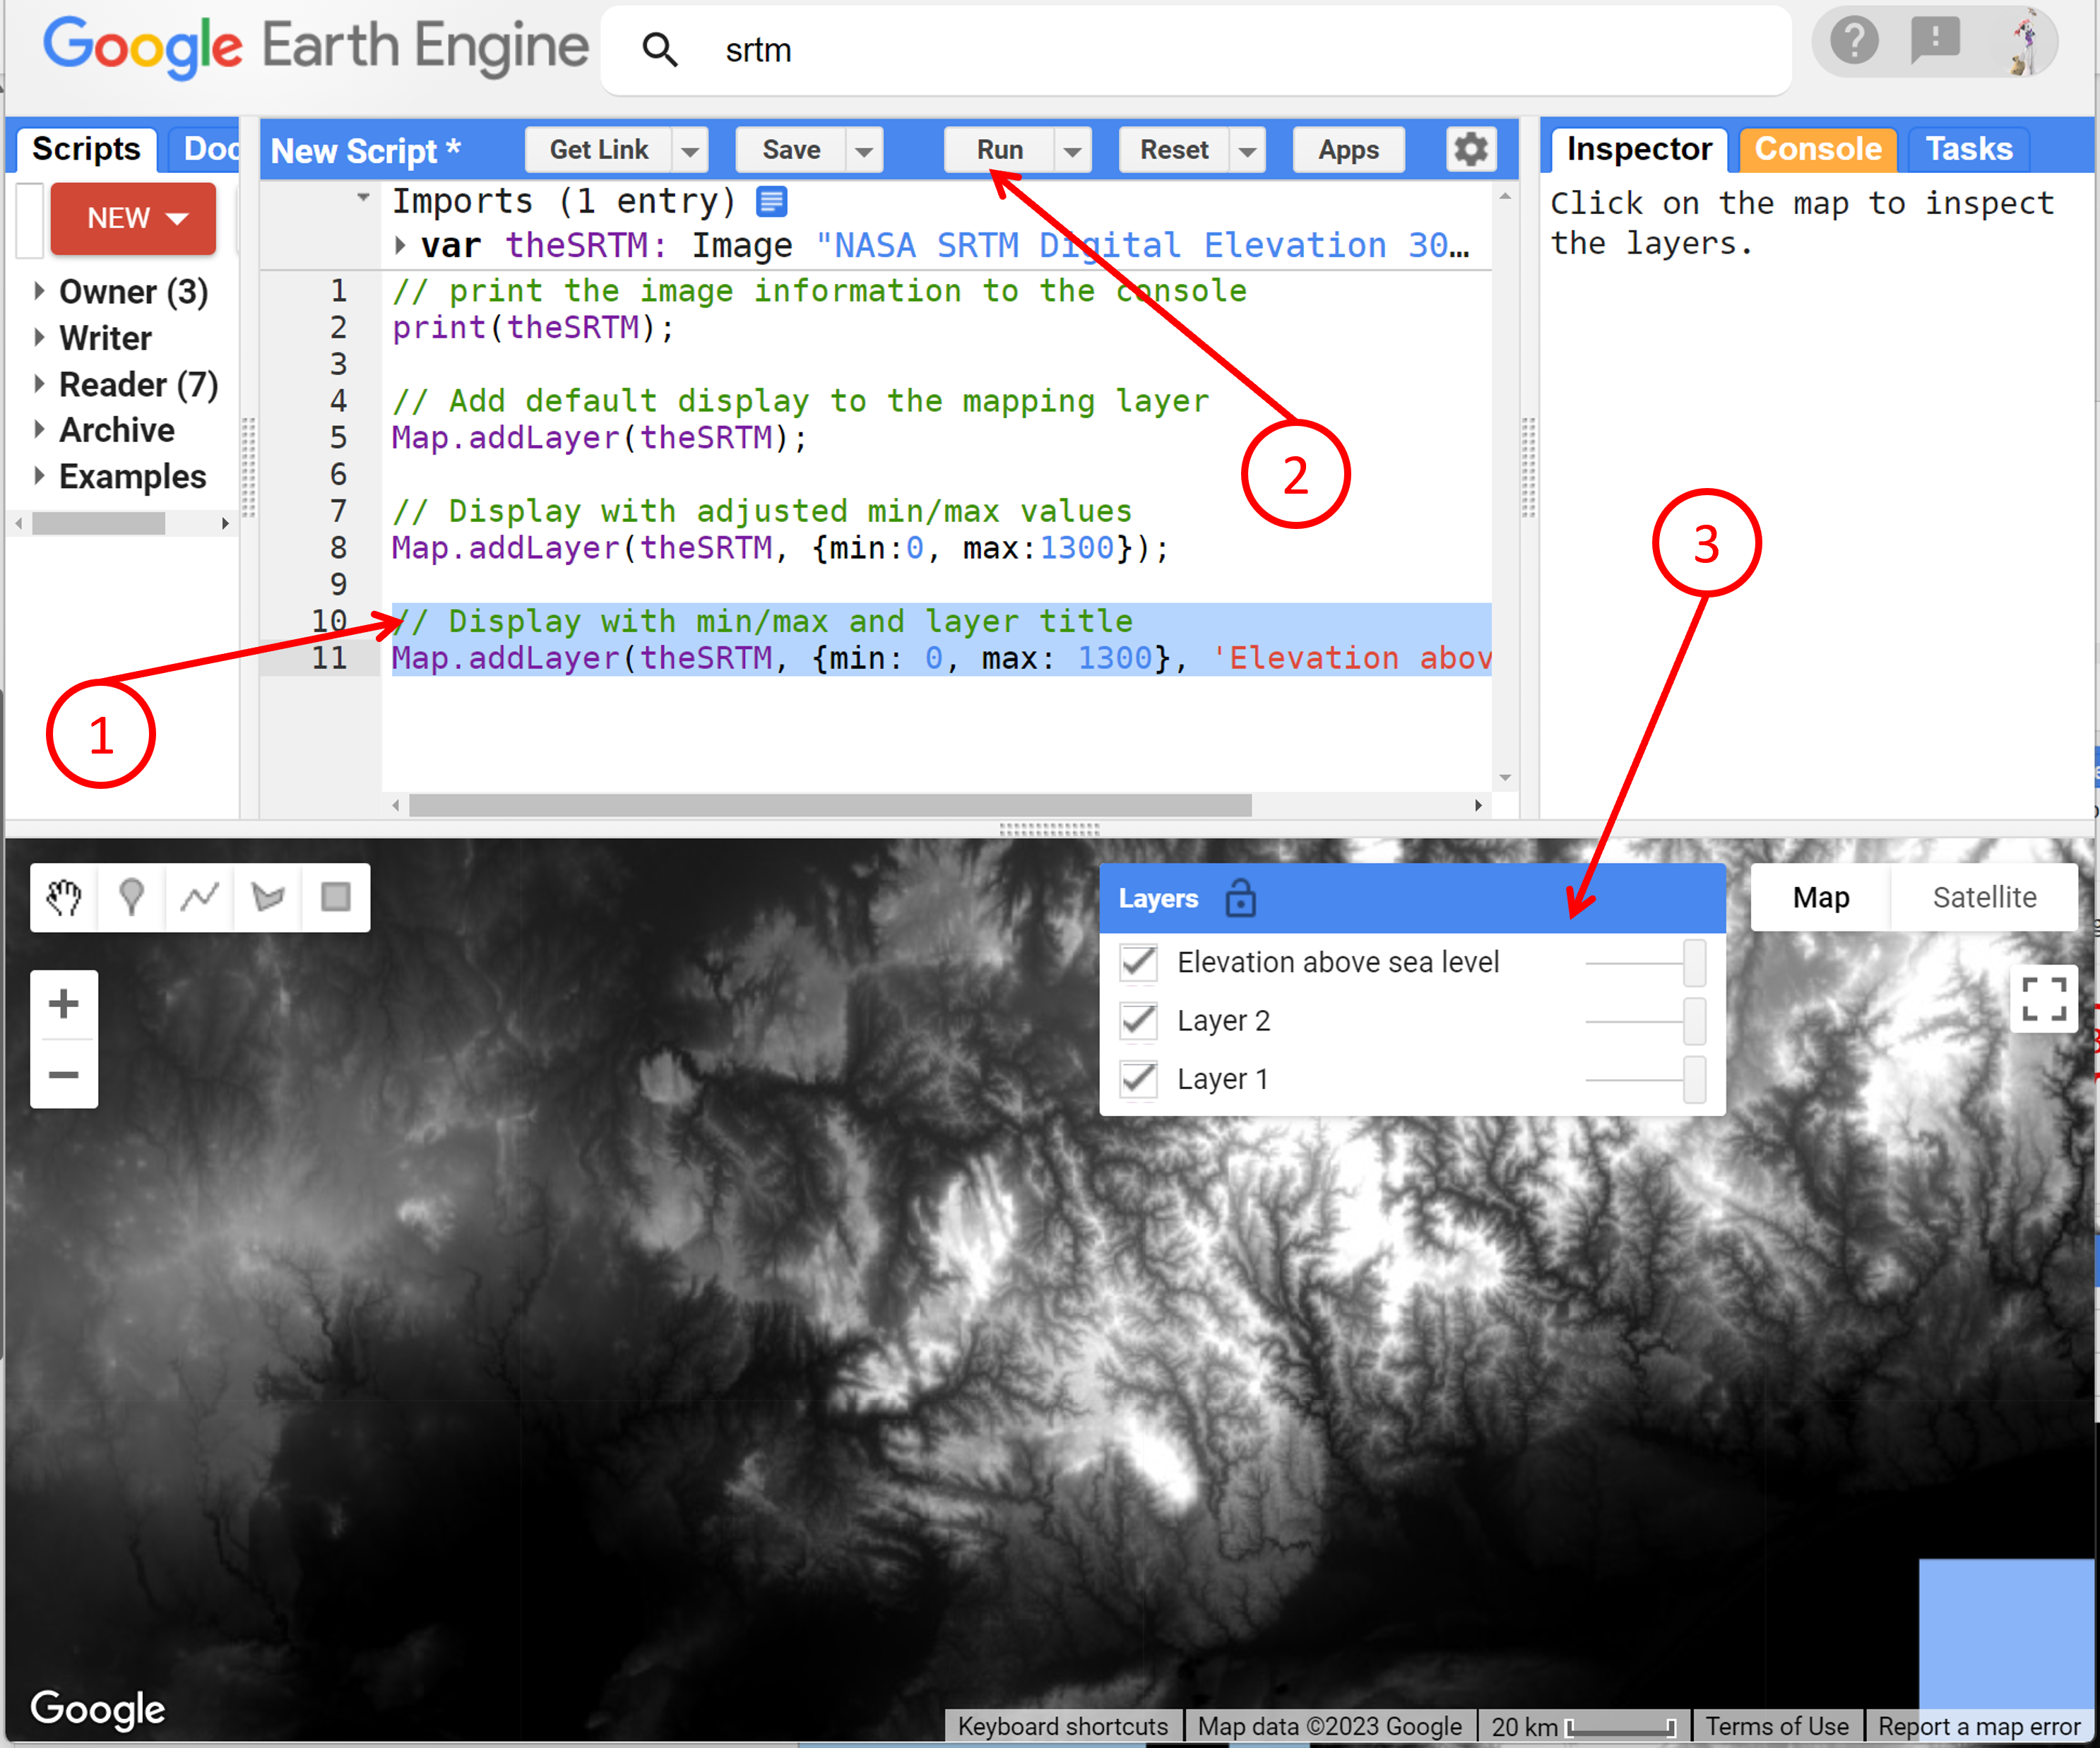 Google Earth Engine
srtm
Scripts
Doc
New Script *
Get Link
Save
Run
Reset
Apps
Inspector
Console
Tasks
NEW
Owner (3)
Writer
Reader (7)
Archive
Examples
Imports (1 entry)
var theSRTM: Image "NASA SRTM Digital Elevation 30…
1 // print the image information to the console
2 print(theSRTM);
3
4 // Add default display to the mapping layer
5 Map.addLayer(theSRTM);
6
7 // Display with adjusted min/max values
8 Map.addLayer(theSRTM, {min:0, max:1300});
9
10 // Display with min/max and layer title
11 Map.addLayer(theSRTM, {min: 0, max: 1300}, 'Elevation abov
Click on the map to inspect
the layers.
1
2
3
Layers
Elevation above sea level
Layer 2
Layer 1
Map
Satellite
+
−
Google
Keyboard shortcuts
Map data ©2023 Google
20 km
Terms of Use
Report a map error